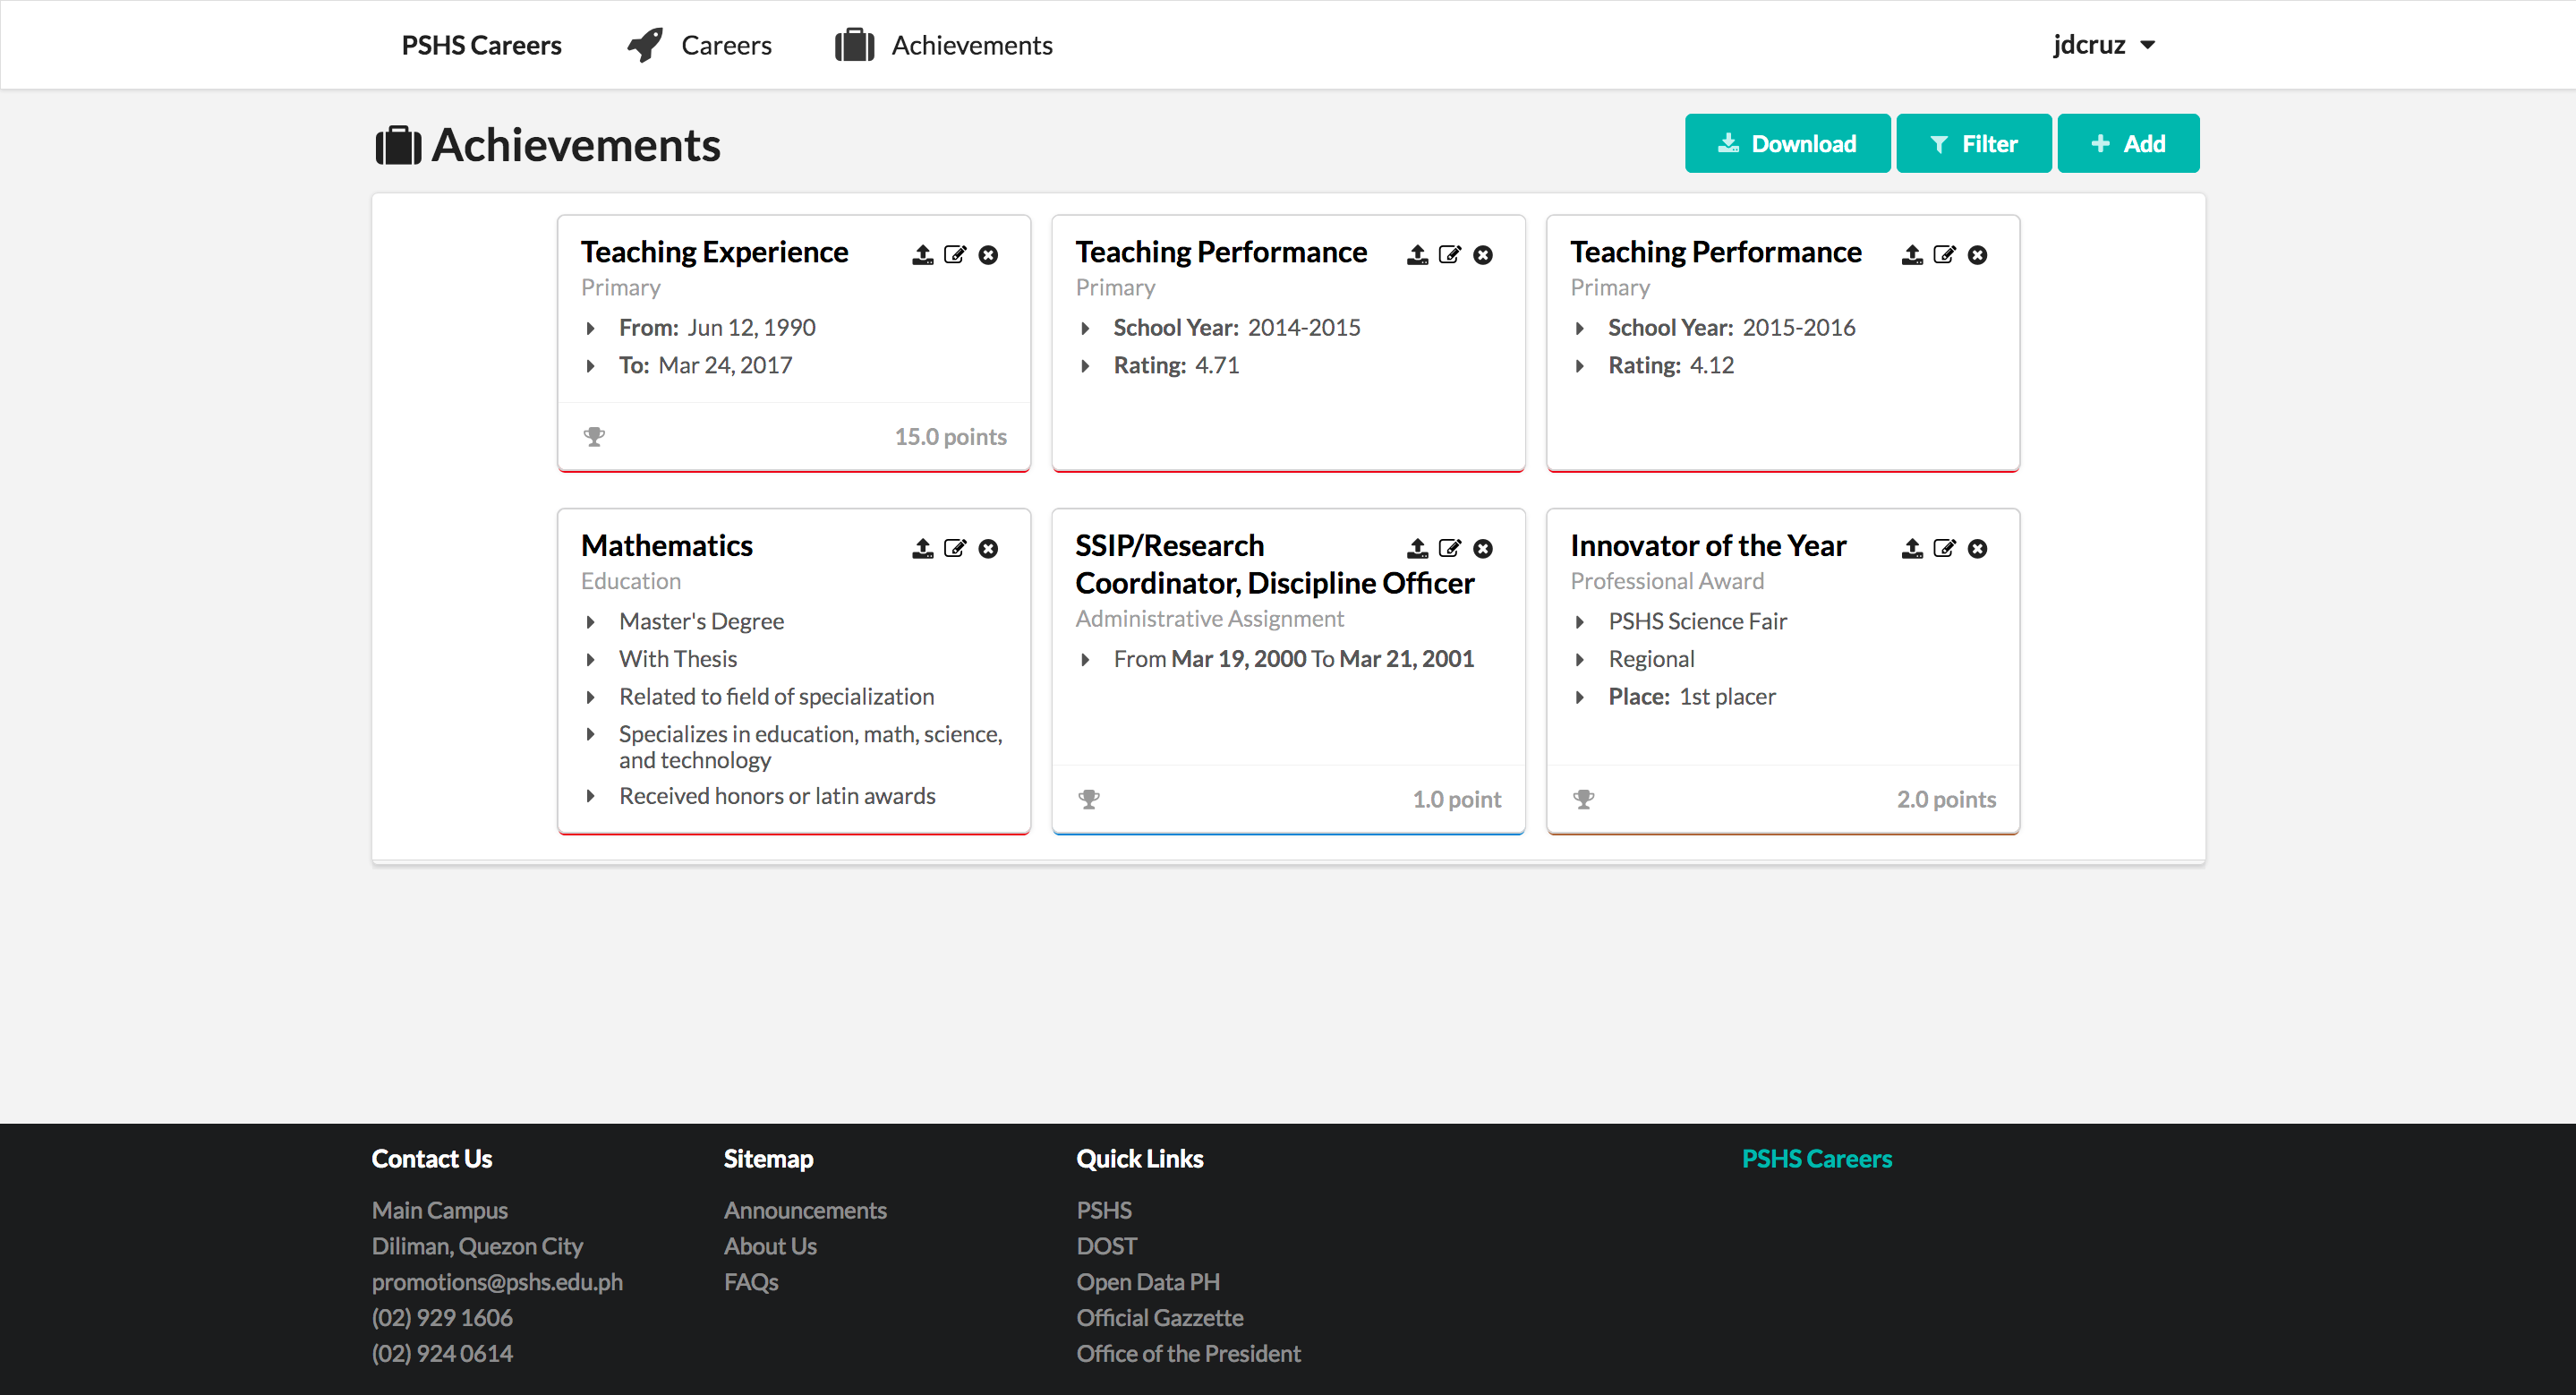 PSHS Careers
Careers
Achievements
jdcruz
Achievements
Download
Filter
Add
Teaching Experience
Primary
From: Jun 12, 1990
To: Mar 24, 2017
15.0 points
Teaching Performance
Primary
School Year: 2014-2015
Rating: 4.71
Teaching Performance
Primary
School Year: 2015-2016
Rating: 4.12
Mathematics
Education
Master's Degree
With Thesis
Related to field of specialization
Specializes in education, math, science,
and technology
Received honors or latin awards
SSIP/Research
Coordinator, Discipline Officer
Administrative Assignment
From Mar 19, 2000 To Mar 21, 2001
1.0 point
Innovator of the Year
Professional Award
PSHS Science Fair
Regional
Place: 1st placer
2.0 points
Contact Us
Main Campus
Diliman, Quezon City
promotions@pshs.edu.ph
(02) 929 1606
(02) 924 0614
Sitemap
Announcements
About Us
FAQs
Quick Links
PSHS
DOST
Open Data PH
Official Gazzette
Office of the President
PSHS Careers